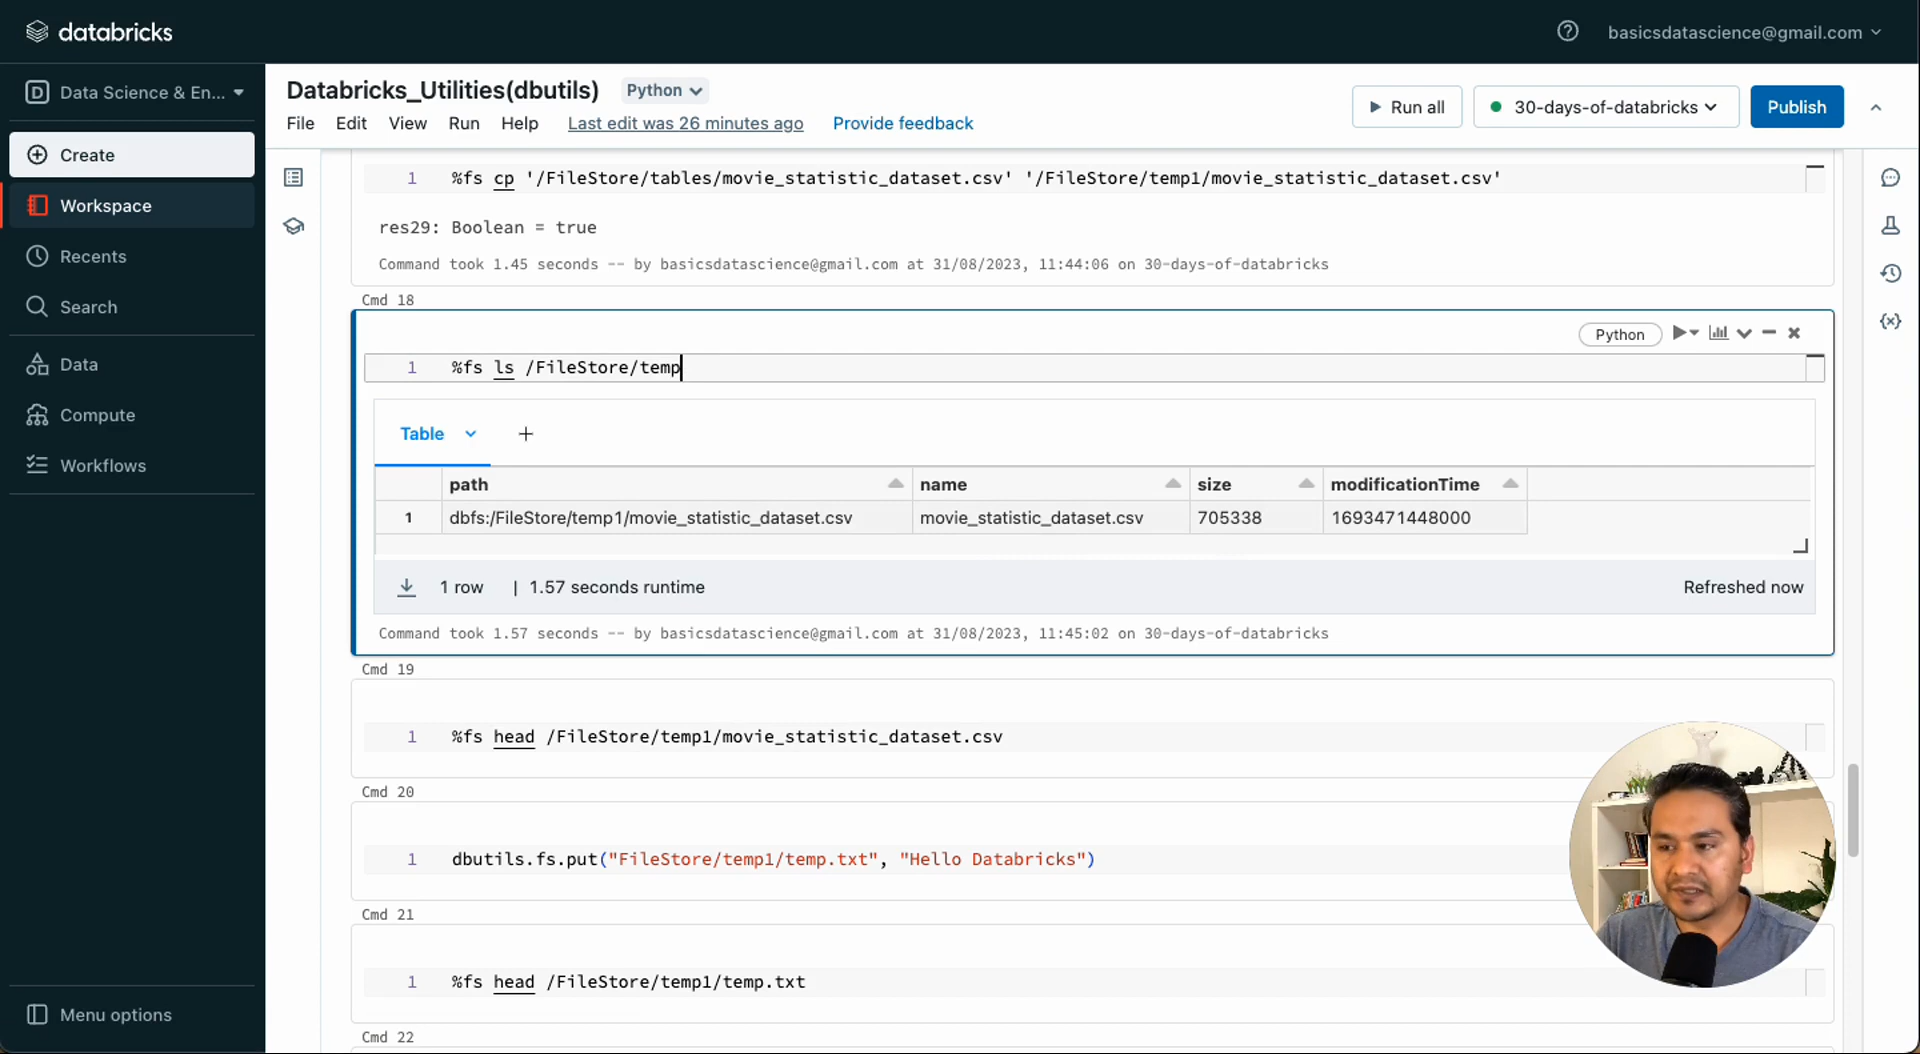 databricks
basicsdatascience@gmail.com
Data Science & En...
Create
Workspace
Recents
Search
Data
Compute
Workflows
Menu options
Databricks_Utilities(dbutils)
Python
File
Edit
View
Run
Help
Last edit was 26 minutes ago
Provide feedback
Run all
30-days-of-databricks
Publish
1 %fs cp '/FileStore/tables/movie_statistic_dataset.csv' '/FileStore/temp1/movie_statistic_dataset.csv'
res29: Boolean = true
Command took 1.45 seconds -- by basicsdatascience@gmail.com at 31/08/2023, 11:44:06 on 30-days-of-databricks
Cmd 18
Python
1 %fs ls /FileStore/temp
Table
path name size modificationTime
1 dbfs:/FileStore/temp1/movie_statistic_dataset.csv movie_statistic_dataset.csv 705338 1693471448000
1 row | 1.57 seconds runtime
Refreshed now
Command took 1.57 seconds -- by basicsdatascience@gmail.com at 31/08/2023, 11:45:02 on 30-days-of-databricks
Cmd 19
1 %fs head /FileStore/temp1/movie_statistic_dataset.csv
Cmd 20
1 dbutils.fs.put("FileStore/temp1/temp.txt", "Hello Databricks")
Cmd 21
1 %fs head /FileStore/temp1/temp.txt
Cmd 22